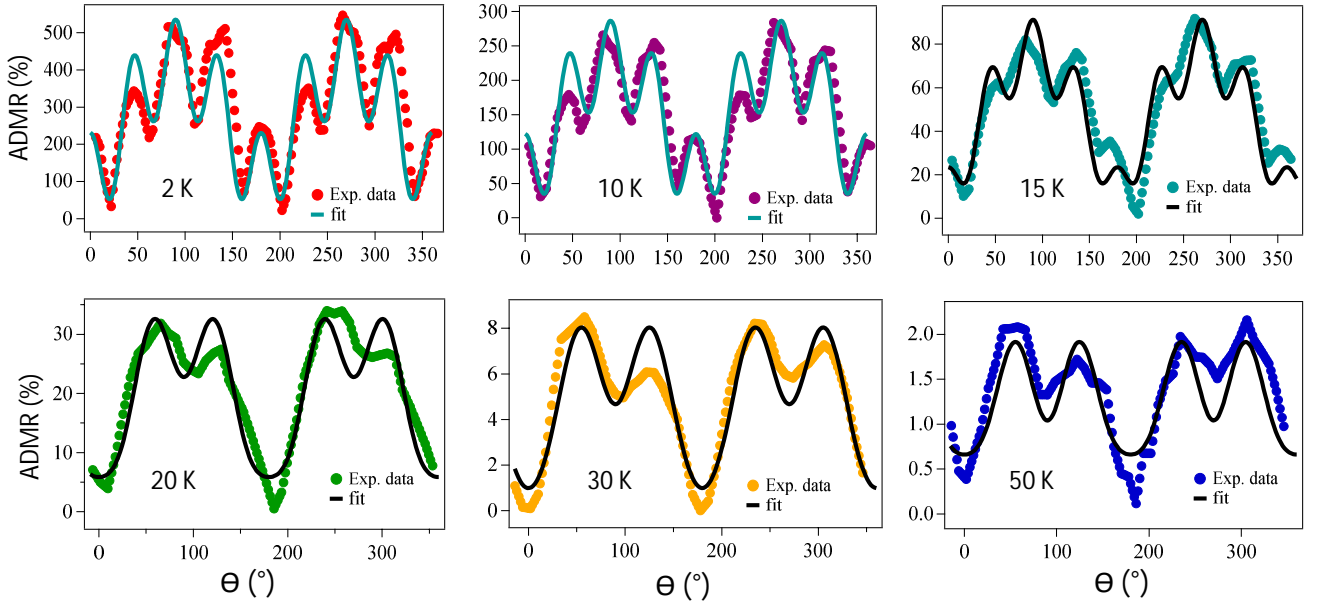 ADMR (%)
500
400
300
200
100
0
2 K
Exp. data
fit
0 50 100 150 200 250 300 350
300
250
200
150
100
50
0
10 K
Exp. data
fit
0 50 100 150 200 250 300 350
80
60
40
20
0
15 K
Exp. data
fit
0 50 100 150 200 250 300 350
ADMR (%)
30
20
10
0
20 K
Exp. data
fit
0 100 200 300
ϴ (°)
8
6
4
2
0
30 K
Exp. data
fit
0 100 200 300
ϴ (°)
2.0
1.5
1.0
0.5
0.0
50 K
Exp. data
fit
0 100 200 300
ϴ (°)